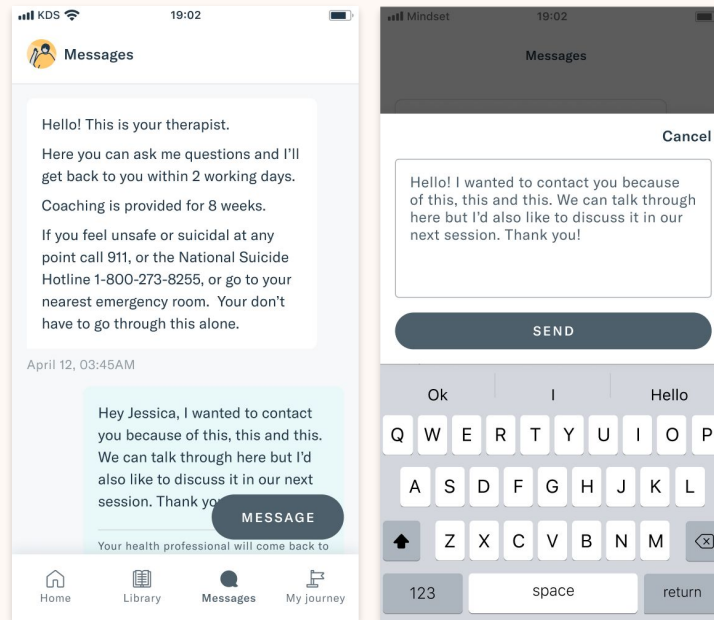 KDS
19:02
Messages
Hello! This is your therapist.
Here you can ask me questions and I'll
get back to you within 2 working days.
Coaching is provided for 8 weeks.
If you feel unsafe or suicidal at any
point call 911, or the National Suicide
Hotline 1-800-273-8255, or go to your
nearest emergency room. Your don't
have to go through this alone.
April 12, 03:45AM
Hey Jessica, I wanted to contact
you because of this, this and this.
We can talk through here but I'd
also like to discuss it in our next
session. Thank yo
MESSAGE
Your health professional will come back to
Home
Library
Messages
My journey
Mindset
19:02
Messages
Cancel
Hello! I wanted to contact you because
of this, this and this. We can talk through
here but I'd also like to discuss it in our
next session. Thank you!
SEND
Ok I Hello
Q W E R T Y U I O P
A S D F G H J K L
Z X C V B N M
123 space return